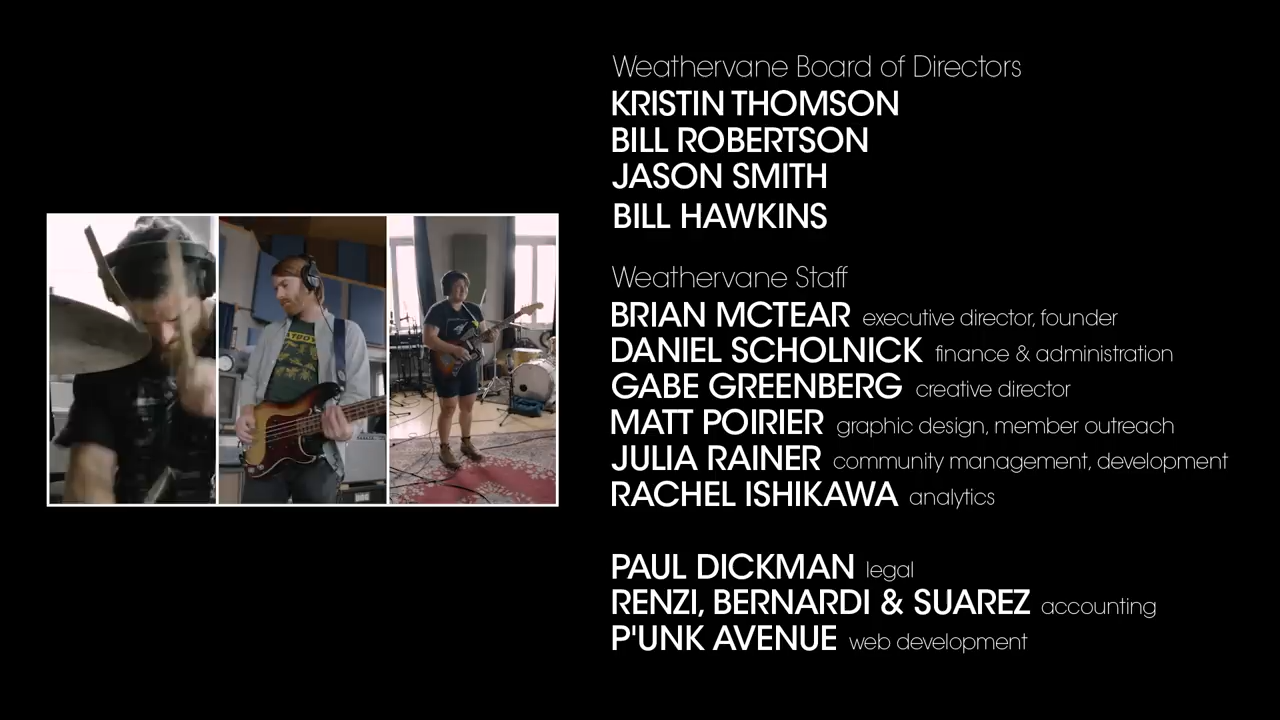 Weathervane Board of Directors
KRISTIN THOMSON
BILL ROBERTSON
JASON SMITH
BILL HAWKINS
Weathervane Staff
BRIAN MCTEAR executive director, founder
DANIEL SCHOLNICK finance & administration
GABE GREENBERG creative director
MATT POIRIER graphic design, member outreach
JULIA RAINER community management, development
RACHEL ISHIKAWA analytics
PAUL DICKMAN legal
RENZI, BERNARDI & SUAREZ accounting
P'UNK AVENUE web development